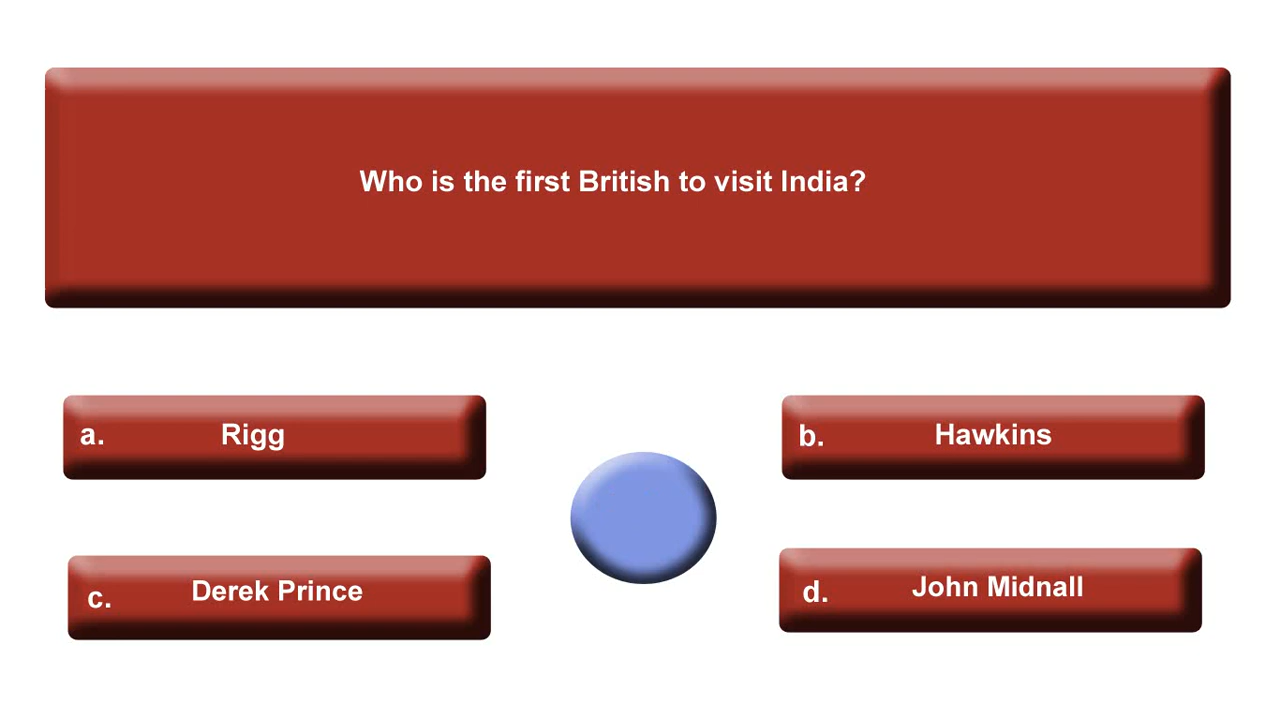 Who is the first British to visit India?
a. Rigg
b. Hawkins
c. Derek Prince
d. John Midnall